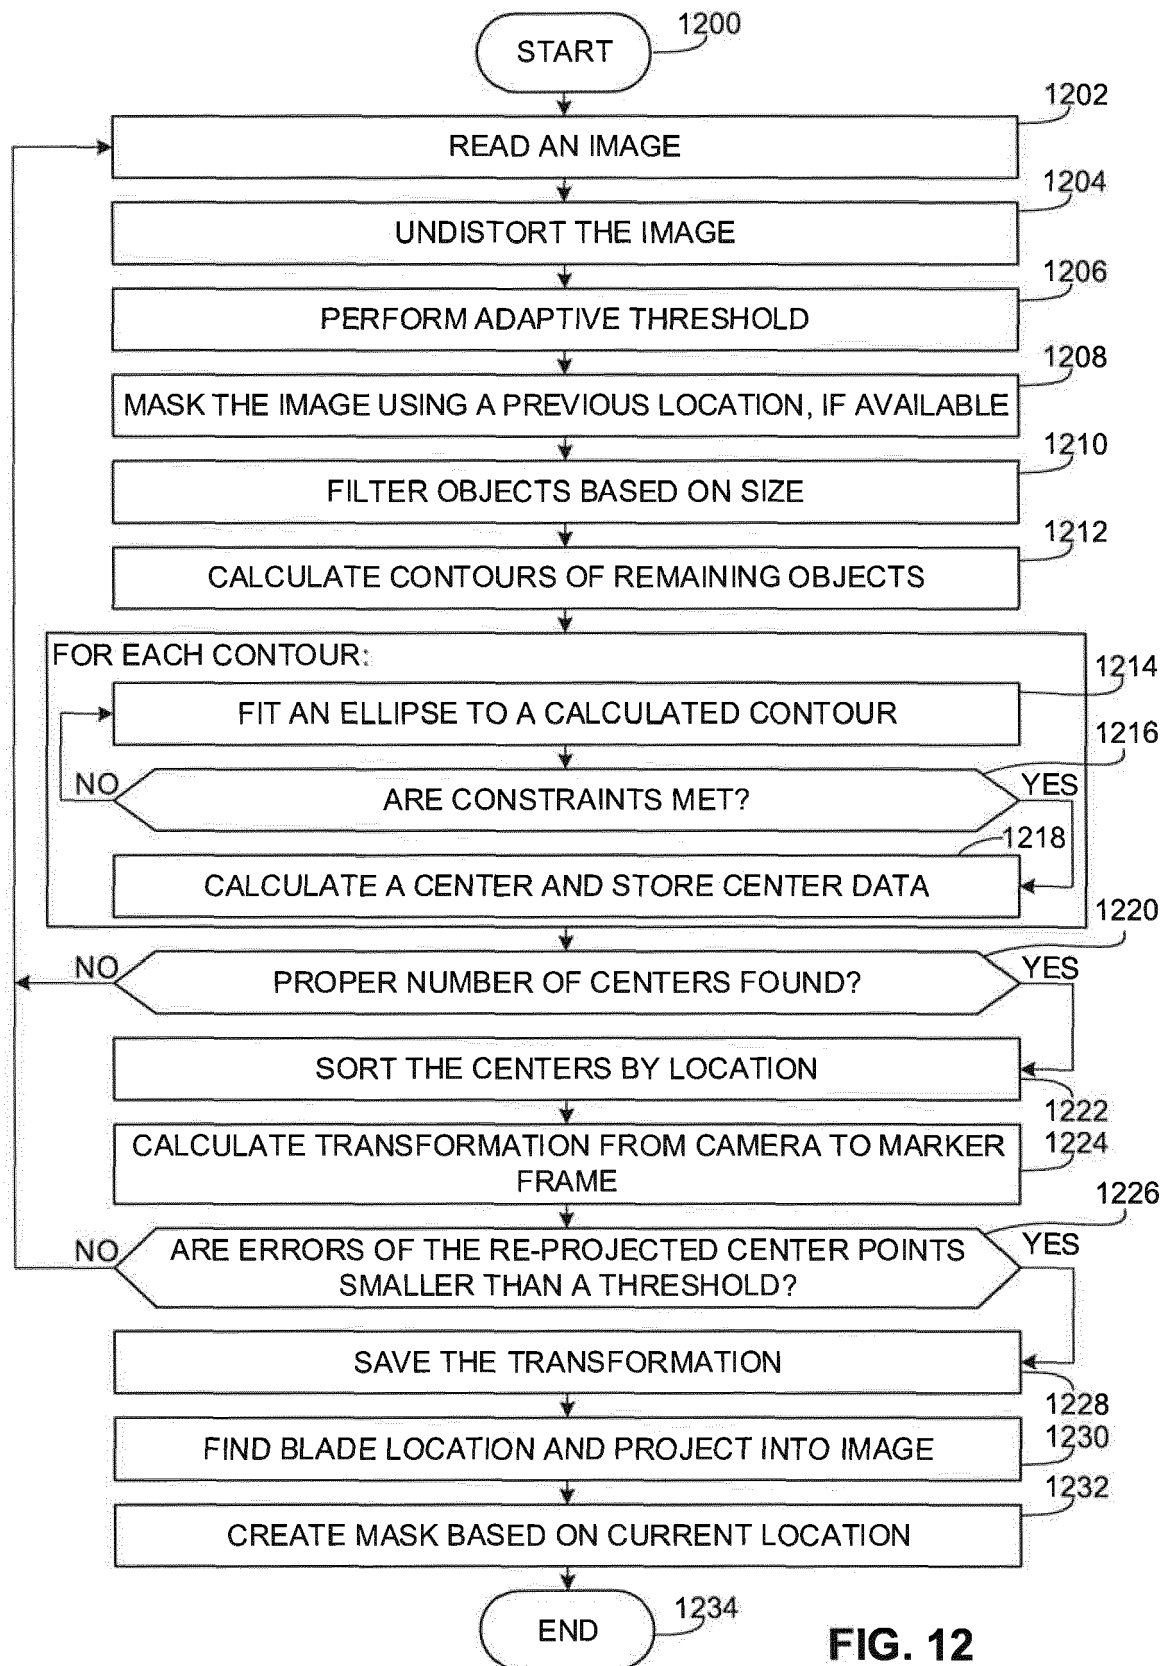 START
1200
1202
READ AN IMAGE
1204
UNDISTORT THE IMAGE
1206
PERFORM ADAPTIVE THRESHOLD
1208
MASK THE IMAGE USING A PREVIOUS LOCATION, IF AVAILABLE
1210
FILTER OBJECTS BASED ON SIZE
1212
CALCULATE CONTOURS OF REMAINING OBJECTS
FOR EACH CONTOUR:
1214
FIT AN ELLIPSE TO A CALCULATED CONTOUR
1216
NO
ARE CONSTRAINTS MET?
YES
1218
CALCULATE A CENTER AND STORE CENTER DATA
1220
NO
PROPER NUMBER OF CENTERS FOUND?
YES
SORT THE CENTERS BY LOCATION
1222
CALCULATE TRANSFORMATION FROM CAMERA TO MARKER
FRAME
1224
1226
NO
ARE ERRORS OF THE RE-PROJECTED CENTER POINTS
SMALLER THAN A THRESHOLD?
YES
SAVE THE TRANSFORMATION
1228
FIND BLADE LOCATION AND PROJECT INTO IMAGE
1230
1232
CREATE MASK BASED ON CURRENT LOCATION
END
1234
FIG. 12